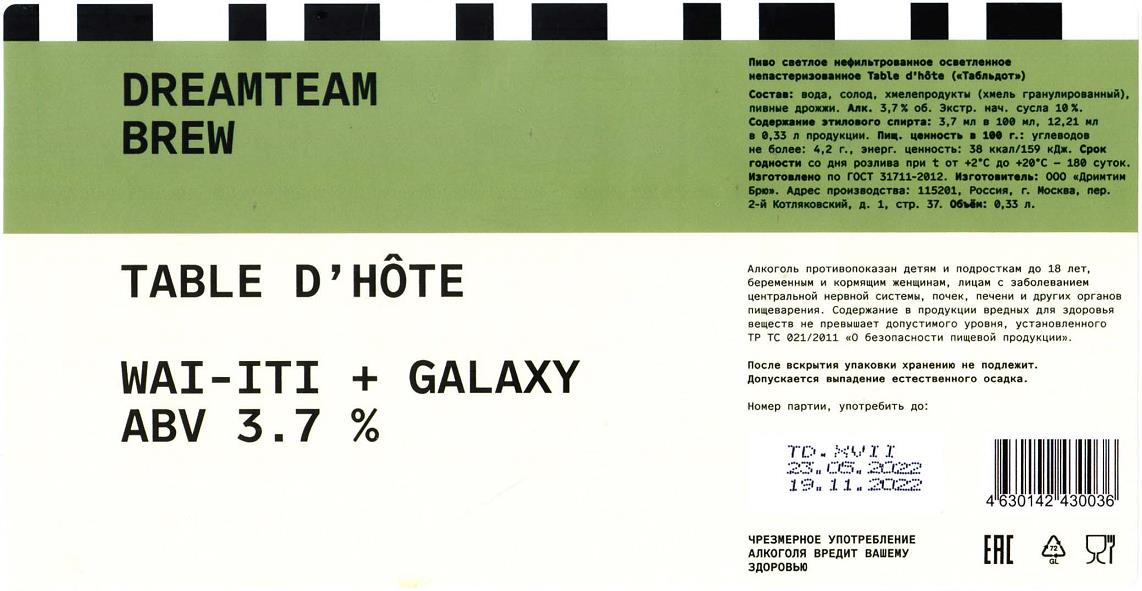 DREAMTEAM
BREW
Пиво светлое нефильтрованное осветленное
непастеризованное Table d'hôte («Табльдот»)
Состав: вода, солод, хмелепродукты (хмель гранулированный),
пивные дрожжи. Алк. 3,7% об. Экстр. нач. сусла 10%.
Содержание этилового спирта: 3,7 мл в 100 мл, 12,21 мл
в 0,33 л продукции. Пищ. ценность в 100 г.: углеводов
не более: 4,2 г., энерг. ценность: 38 ккал/159 кДж. Срок
годности со дня розлива при t от +2°C до +20°C – 180 суток.
Изготовлено по ГОСТ 31711-2012. Изготовитель: ООО «Дримтим
Брю». Адрес производства: 115201, Россия, г. Москва, пер.
2-й Котляковский, д. 1, стр. 37. Объём: 0,33 л.
TABLE D’HÔTE
WAI-ITI + GALAXY
ABV 3.7 %
Алкоголь противопоказан детям и подросткам до 18 лет,
беременным и кормящим женщинам, лицам с заболеванием
центральной нервной системы, почек, печени и других органов
пищеварения. Содержание в продукции вредных для здоровья
веществ не превышает допустимого уровня, установленного
ТР ТС 021/2011 «О безопасности пищевой продукции».
После вскрытия упаковки хранению не подлежит.
Допускается выпадение естественного осадка.
Номер партии, употребить до:
TD.XVII
23.05.2022
19.11.2022
4 630142 430036
ЧРЕЗМЕРНОЕ УПОТРЕБЛЕНИЕ
АЛКОГОЛЯ ВРЕДИТ ВАШЕМУ
ЗДОРОВЬЮ
EAC
72
GL